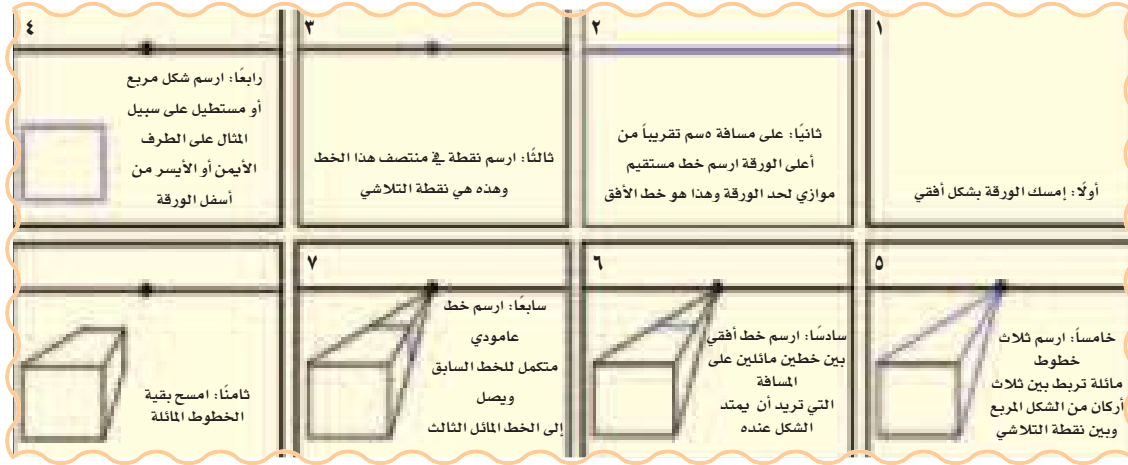 ١
أولًا: إمسك الورقة بشكل أفقي
٢
ثانيًا: على مسافة ٥سم تقريباً من
أعلى الورقة ارسم خط مستقيم
موازي لحد الورقة وهذا هو خط الأفق
٣
ثالثًا: ارسم نقطة في منتصف هذا الخط
وهذه هي نقطة التلاشي
٤
رابعًا: ارسم شكل مربع
أو مستطيل على سبيل
المثال على الطرف
الأيمن أو الأيسر من
أسفل الورقة
٥
خامساً: ارسم ثلاث
خطوط
مائلة تربط بين ثلاث
أركان من الشكل المربع
وبين نقطة التلاشي
٦
سادسًا: ارسم خط أفقي
بين خطين مائلين على
المسافة
التي تريد أن يمتد
الشكل عنده
٧
سابعًا: ارسم خط
عامودي
متكمل للخط السابق
ويصل
إلى الخط المائل الثالث
ثامنًا: امسح بقية
الخطوط المائلة